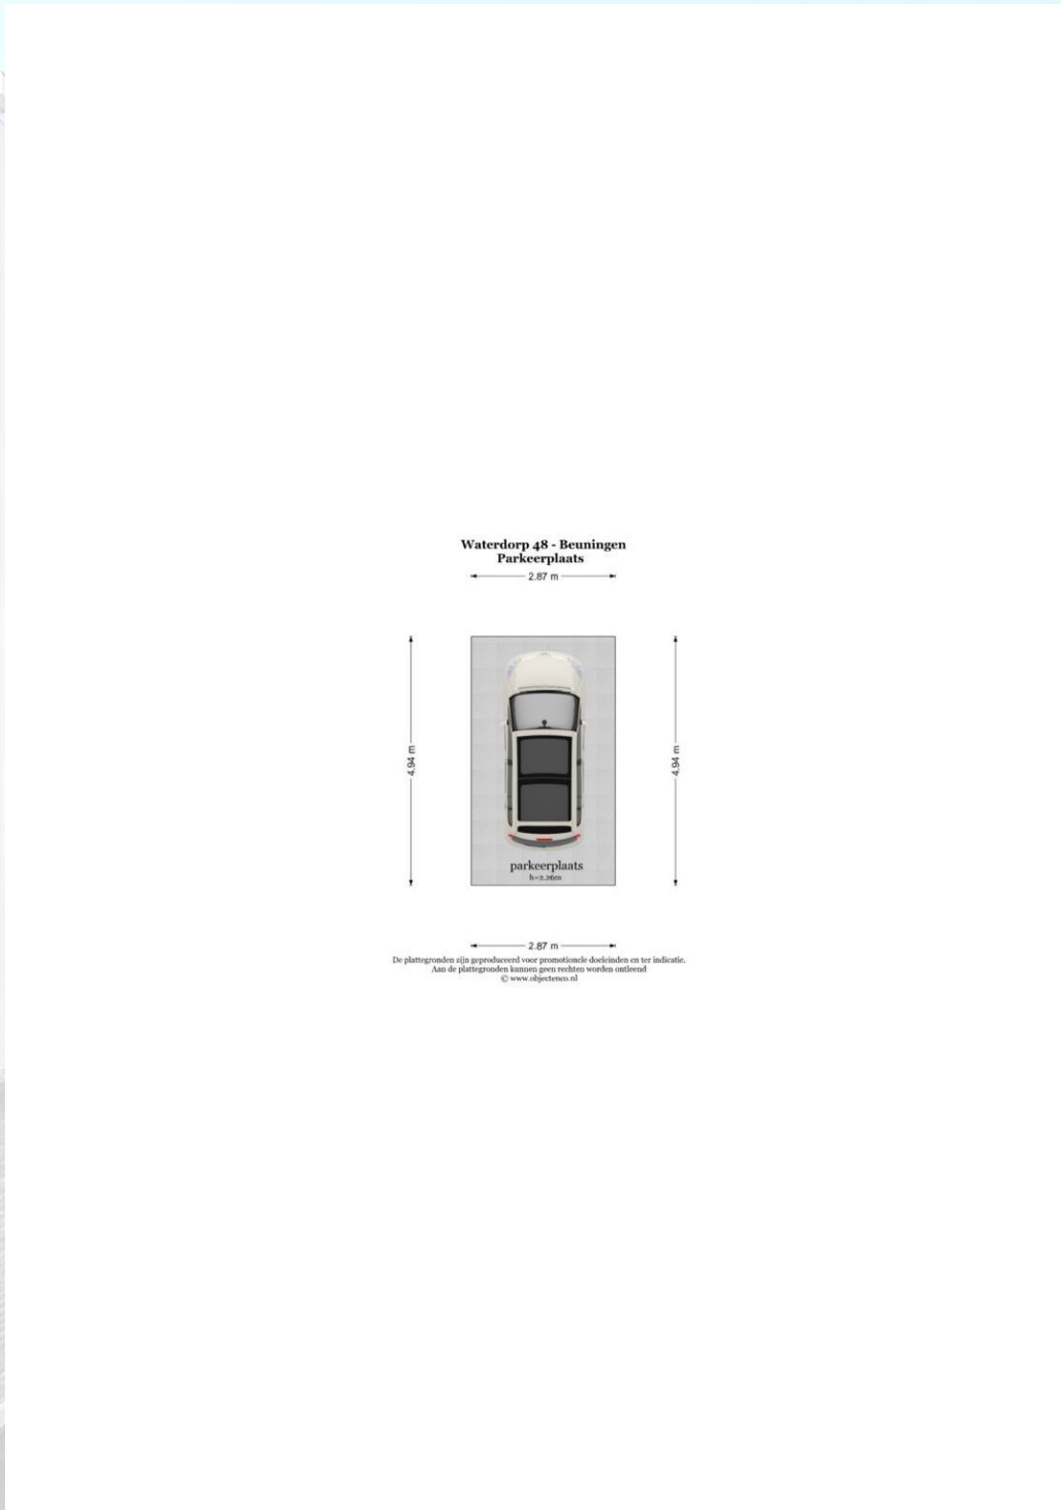 Waterdorp 48 - Beuningen
Parkeerplaats
2.87 m
4.94 m
4.94 m
parkeerplaats
h=2.26m
2.87 m
De plattegronden zijn geproduceerd voor promotionele doeleinden en ter indicatie.
Aan de plattegronden kunnen geen rechten worden ontleend
© www.objectenco.nl